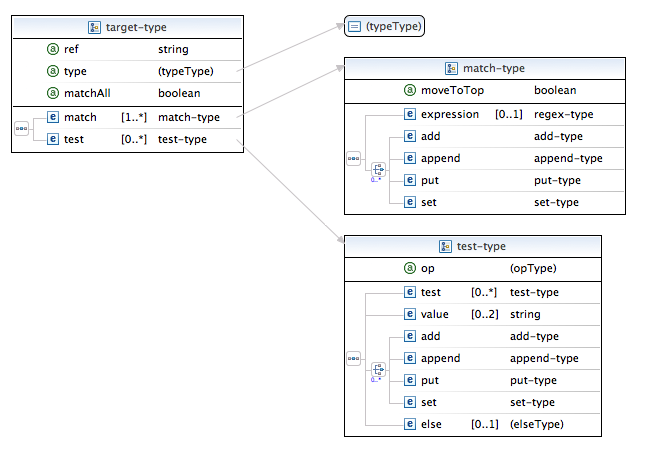 target-type
a ref string
a type (typeType)
a matchAll boolean
e match [1..*] match-type
e test [0..*] test-type
(typeType)
match-type
a moveToTop boolean
e expression [0..1] regex-type
e add add-type
e append append-type
0..*
e put put-type
e set set-type
test-type
a op (opType)
e test [0..*] test-type
e value [0..2] string
e add add-type
e append append-type
0..*
e put put-type
e set set-type
e else [0..1] (elseType)